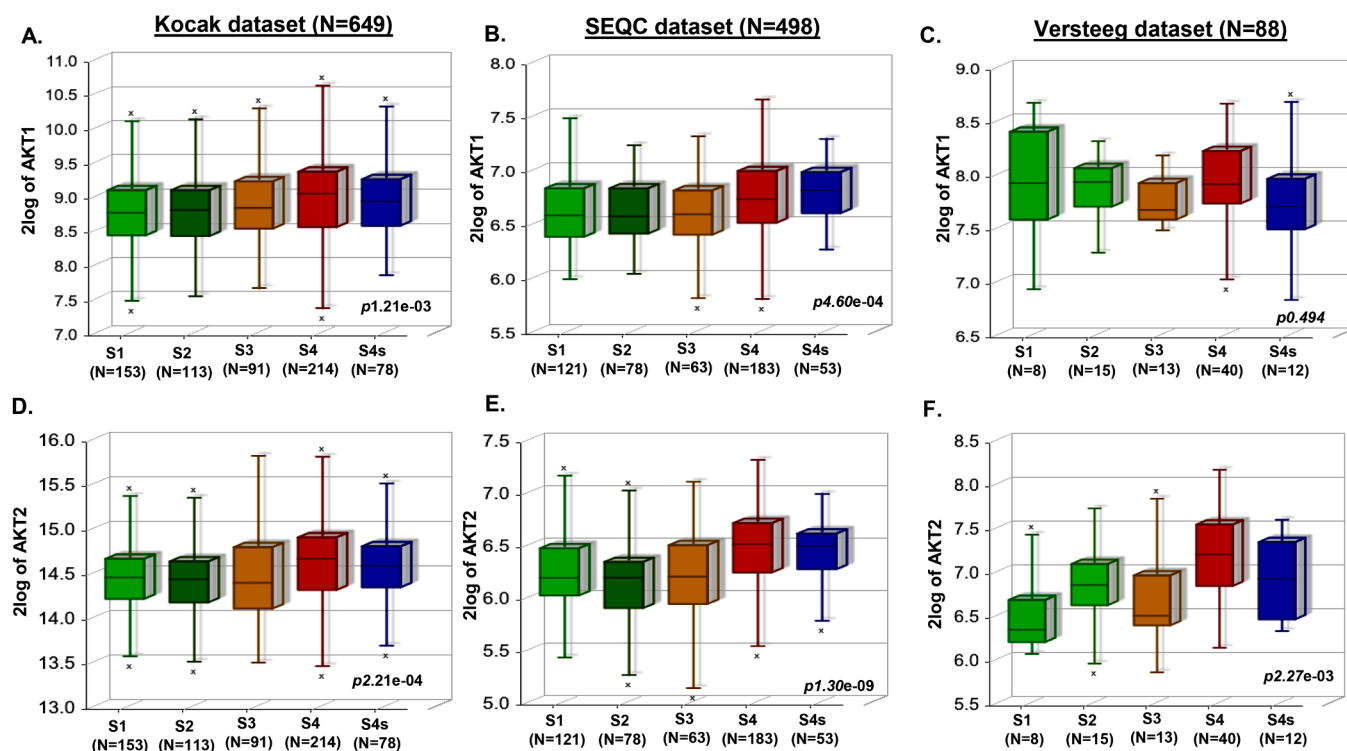 Kocak dataset (N=649)
SEQC dataset (N=498)
Versteeg dataset (N=88)
A.
2log of AKT1
11.0
10.5
10.0
9.5
9.0
8.5
8.0
7.5
7.0
p1.21e-03
S1 S2 S3 S4 S4s
(N=153) (N=113) (N=91) (N=214) (N=78)
B.
2log of AKT1
8.0
7.5
7.0
6.5
6.0
5.5
p4.60e-04
S1 S2 S3 S4 S4s
(N=121) (N=78) (N=63) (N=183) (N=53)
C.
2log of AKT1
9.0
8.5
8.0
7.5
7.0
6.5
p0.494
S1 S2 S3 S4 S4s
(N=8) (N=15) (N=13) (N=40) (N=12)
D.
2log of AKT2
16.0
15.5
15.0
14.5
14.0
13.5
13.0
p2.21e-04
S1 S2 S3 S4 S4s
(N=153) (N=113) (N=91) (N=214) (N=78)
E.
2log of AKT2
7.5
7.0
6.5
6.0
5.5
5.0
p1.30e-09
S1 S2 S3 S4 S4s
(N=121) (N=78) (N=63) (N=183) (N=53)
F.
2log of AKT2
8.5
8.0
7.5
7.0
6.5
6.0
5.5
p2.27e-03
S1 S2 S3 S4 S4s
(N=8) (N=15) (N=13) (N=40) (N=12)